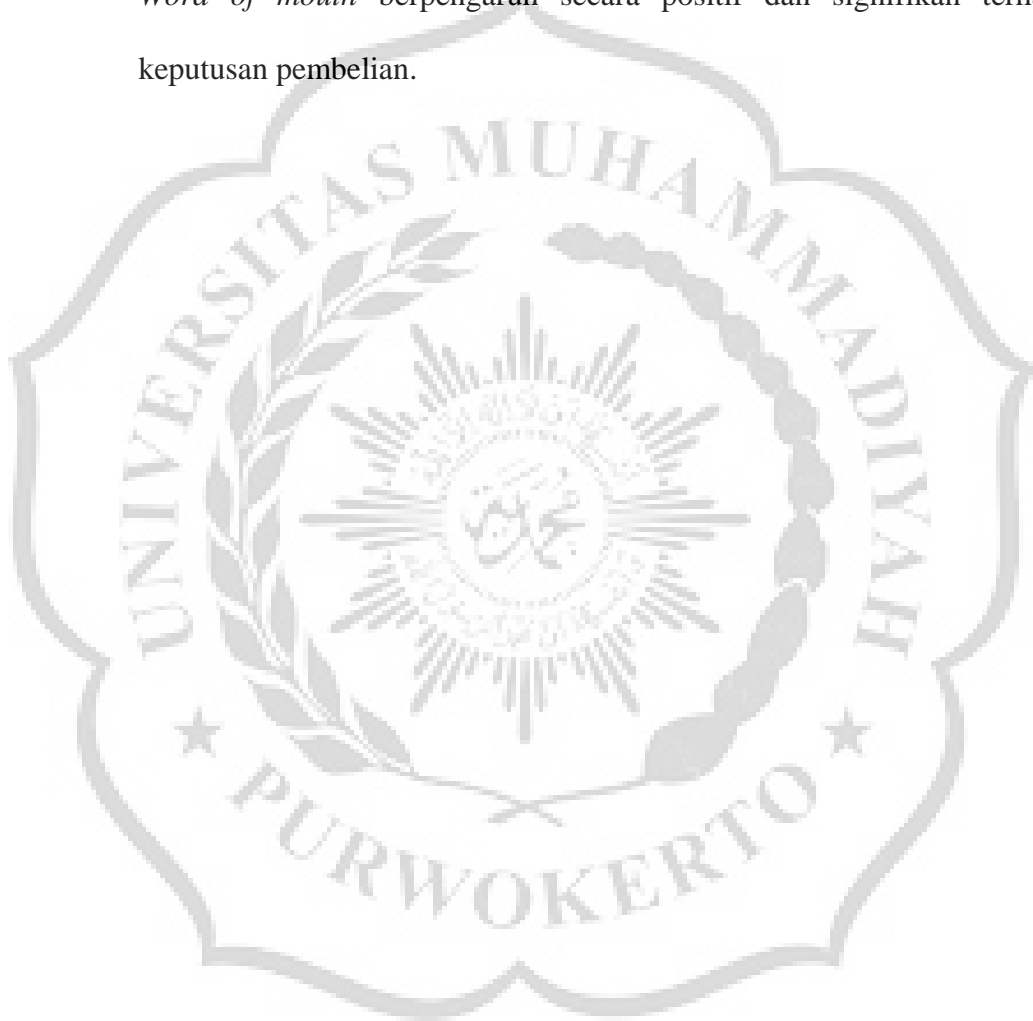 Word of mouth berpengaruh secara positif dan signifikan
keputusan pembelian.
UNIVERSITAS MUHAMMADIYAH
★ PURWOKERTO ★